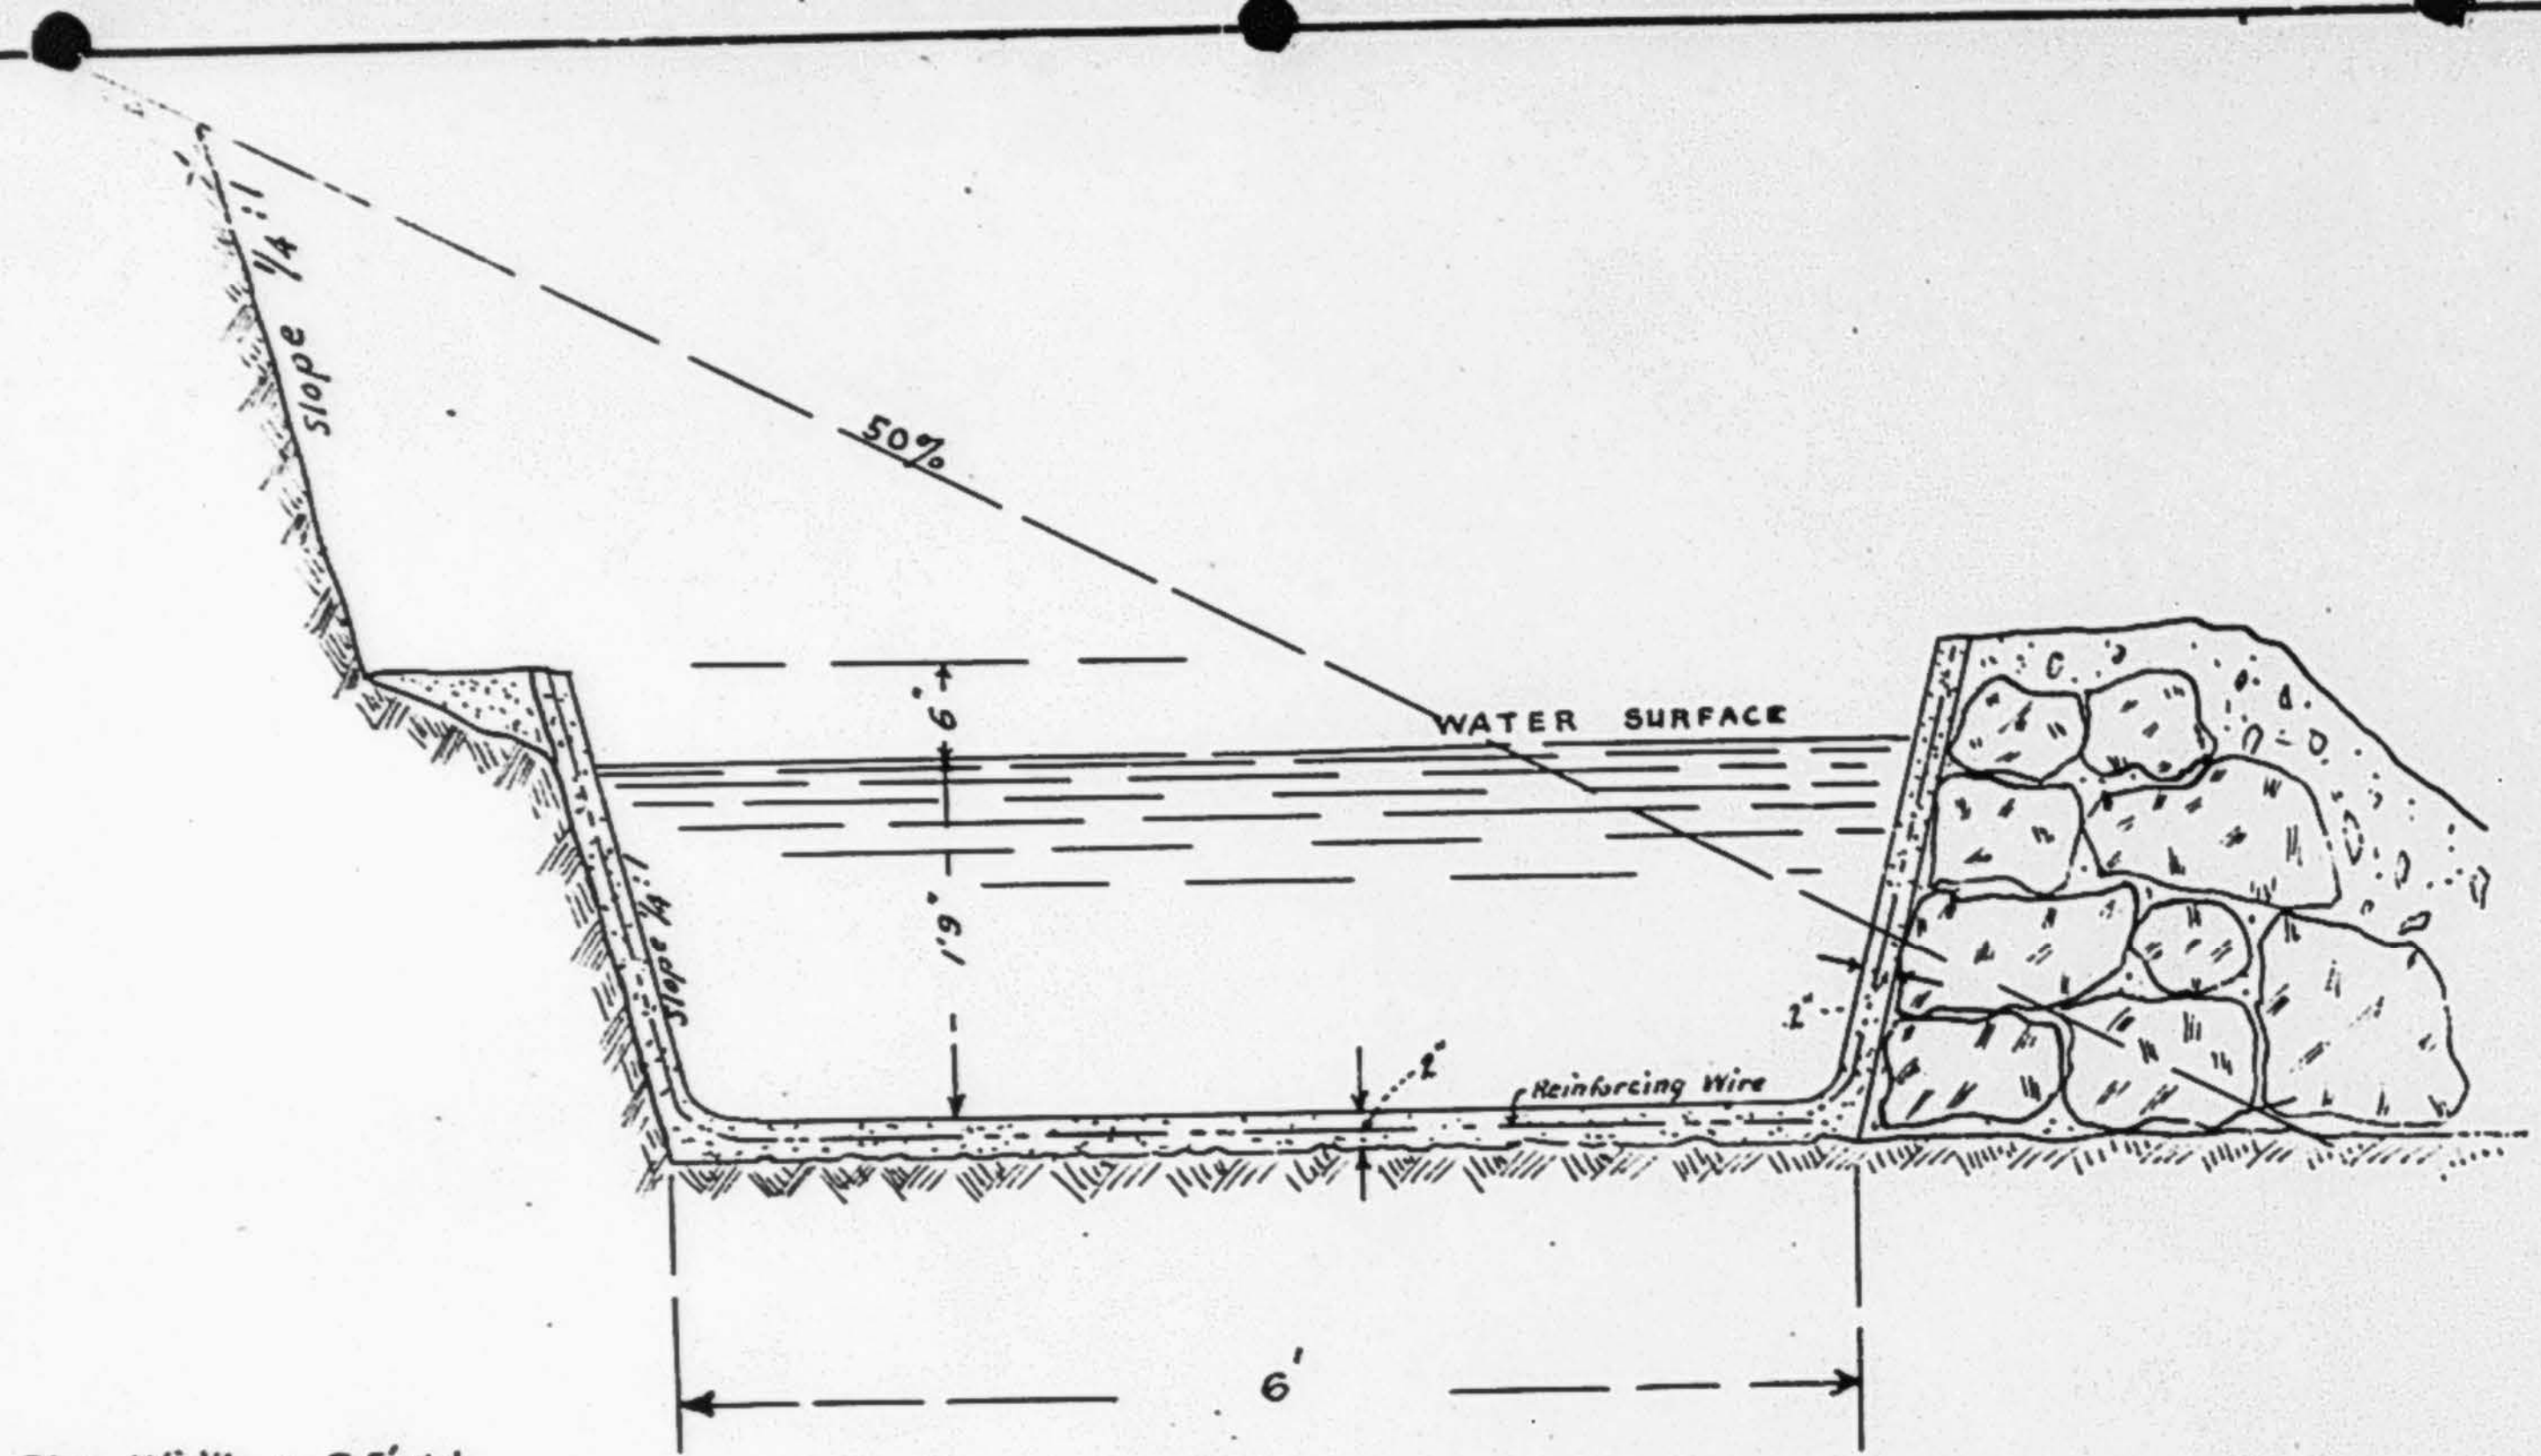 Slope 1/4 :1
50%
WATER SURFACE
6"
Slope 1/4:1
1'9"
2"
2"
Reinforcing Wire
6'